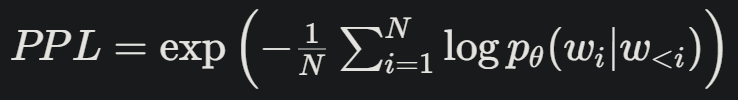 PPL = exp(−1/N ∑_{i=1}^{N} log p_θ(w_i|w_{<i}))